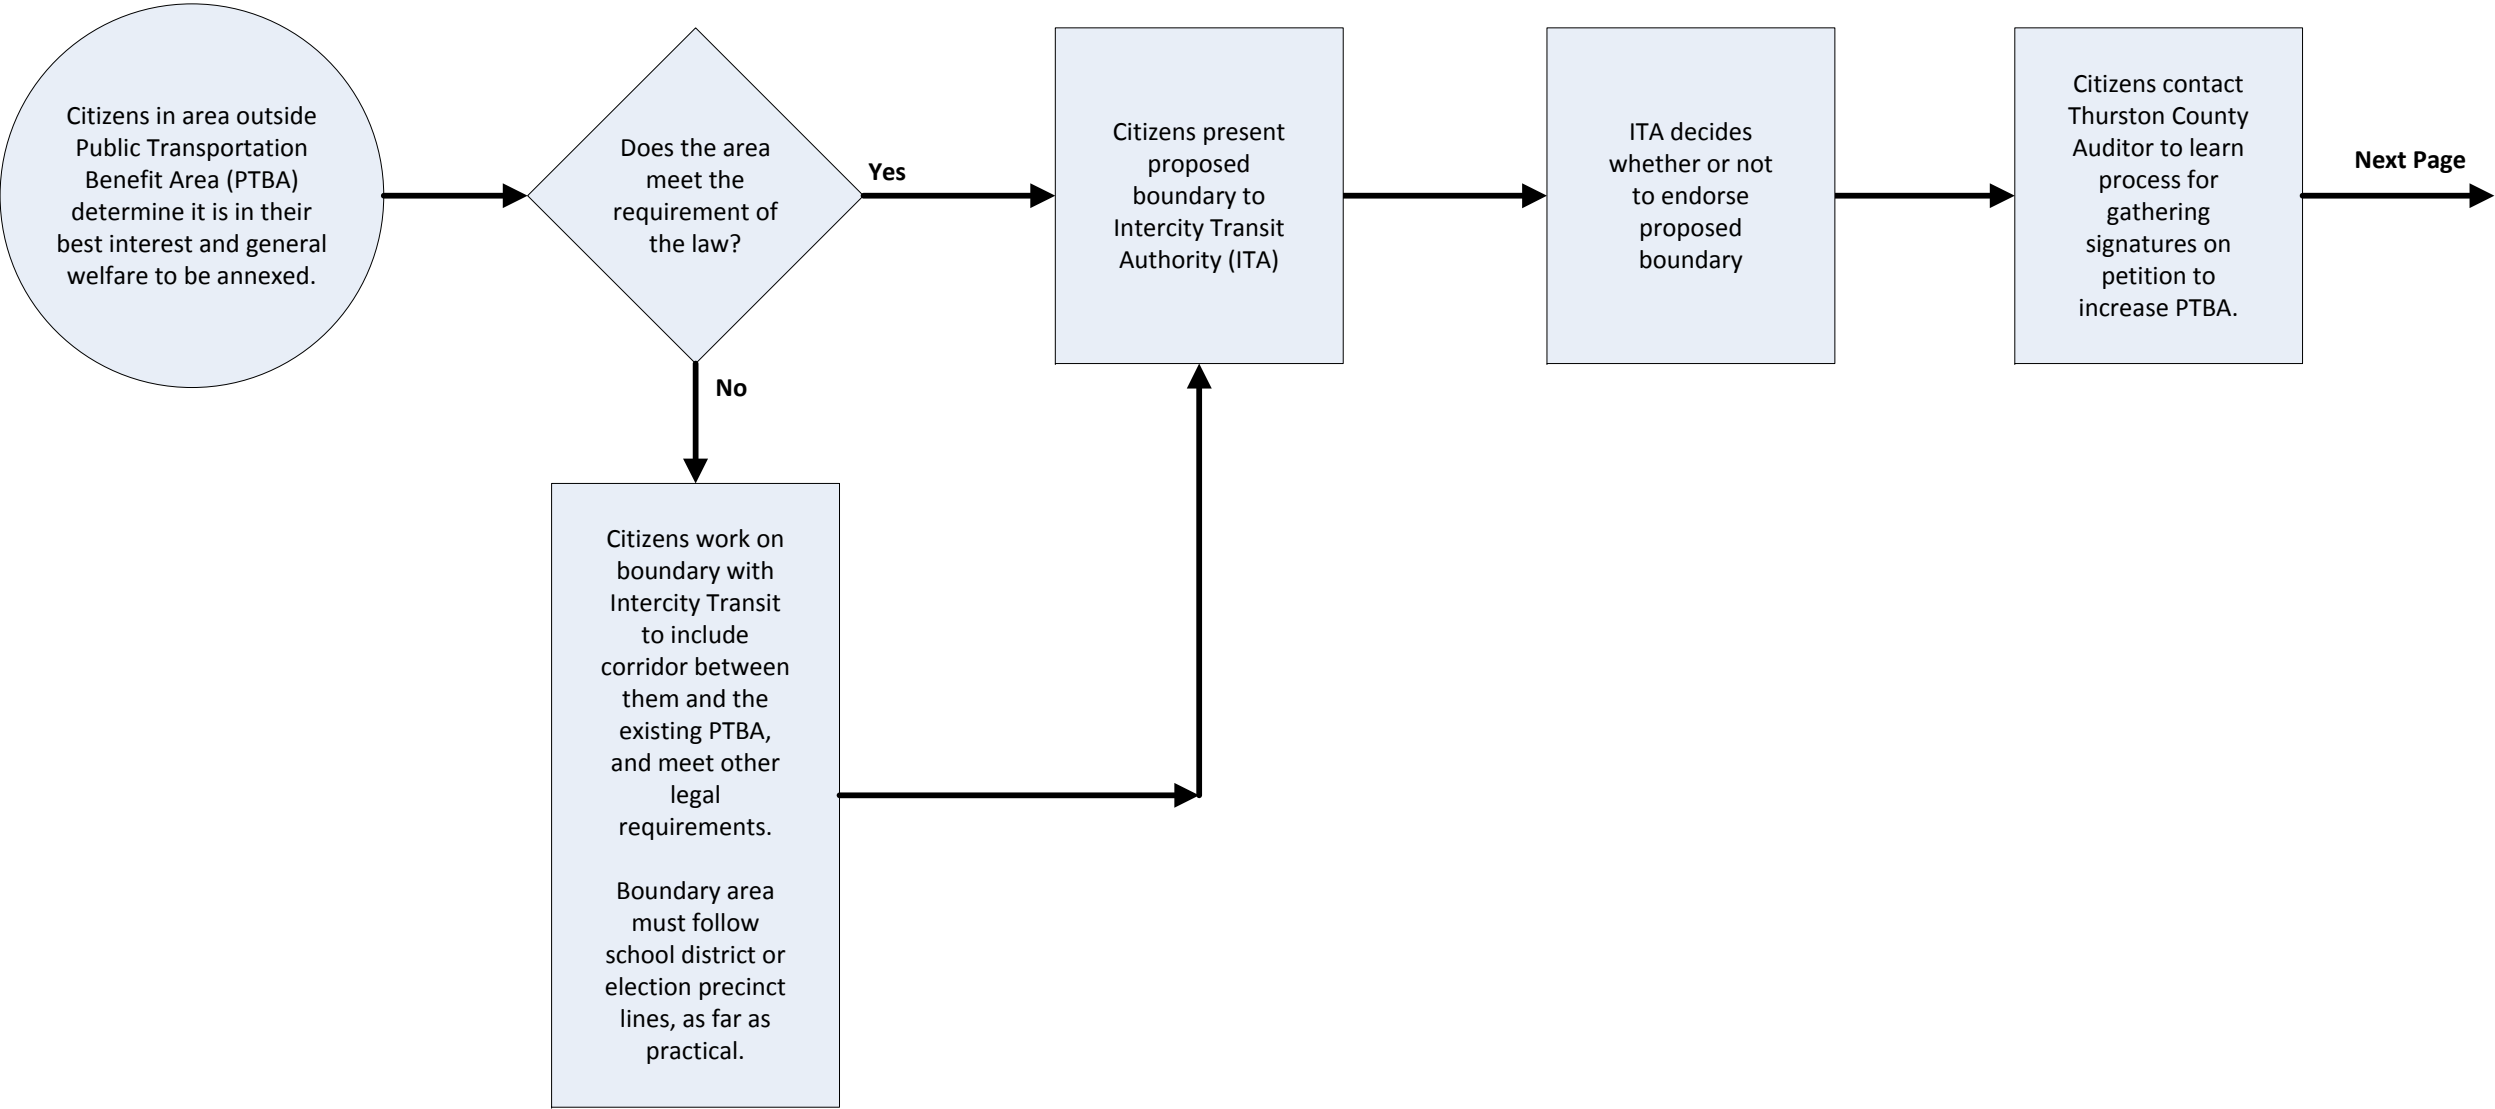 Citizens in area outside
Public Transportation
Benefit Area (PTBA)
determine it is in their
best interest and general
welfare to be annexed.
Does the area
meet the
requirement of
the law?
Yes
No
Citizens work on
boundary with
Intercity Transit
to include
corridor between
them and the
existing PTBA,
and meet other
legal
requirements.
Boundary area
must follow
school district or
election precinct
lines, as far as
practical.
Citizens present
proposed
boundary to
Intercity Transit
Authority (ITA)
ITA decides
whether or not
to endorse
proposed
boundary
Citizens contact
Thurston County
Auditor to learn
process for
gathering
signatures on
petition to
increase PTBA.
Next Page